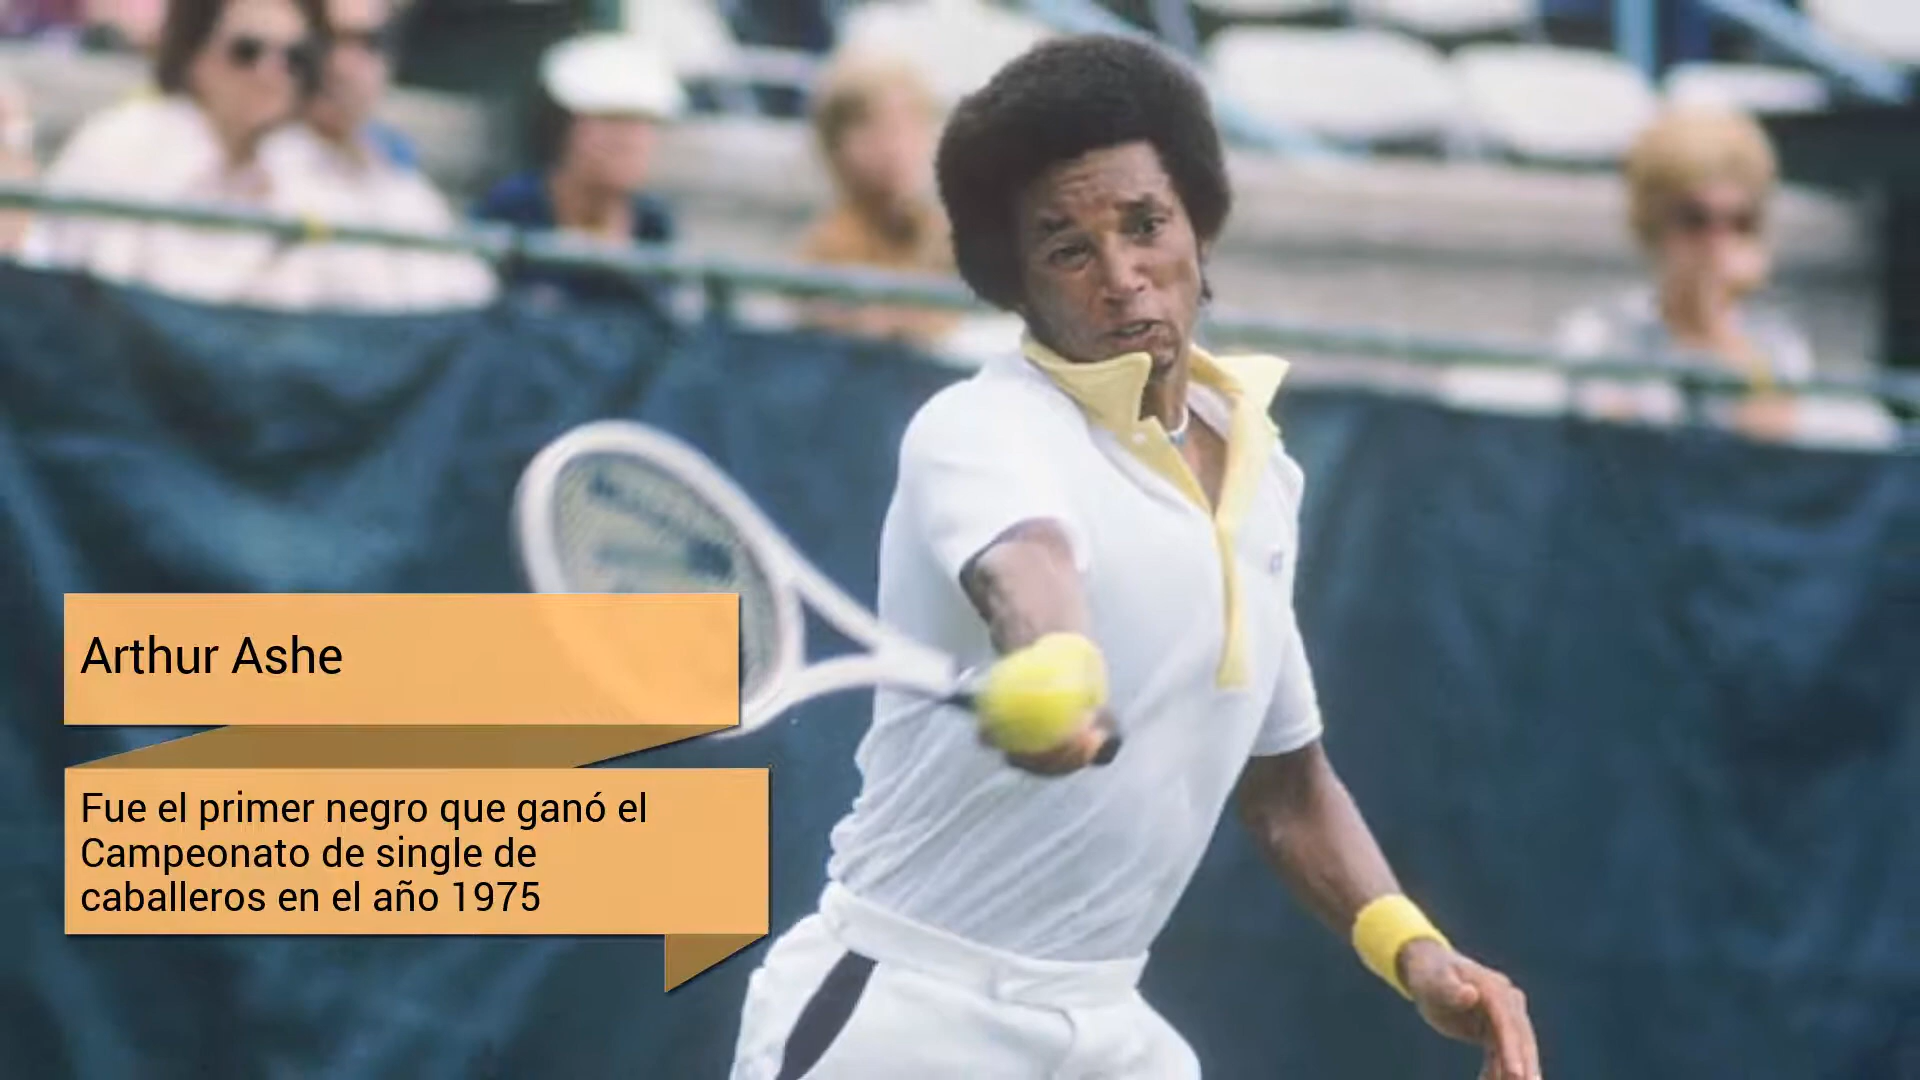 Arthur Ashe
Fue el primer negro que ganó el
Campeonato de single de
caballeros en el año 1975